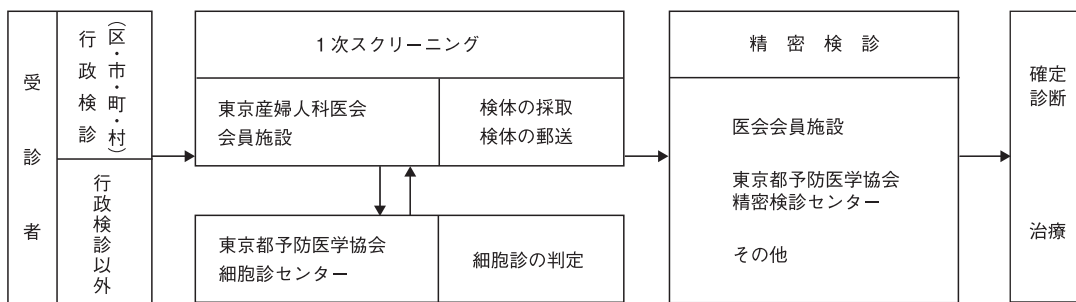 受診者
行政検診
（区・市・町・村）
行政検診以外
1次スクリーニング
東京産婦人科医会
会員施設
検体の採取
検体の郵送
東京都予防医学協会
細胞診センター
細胞診の判定
精密検診
医会会員施設
東京都予防医学協会
精密検診センター
その他
確定
診断
治療